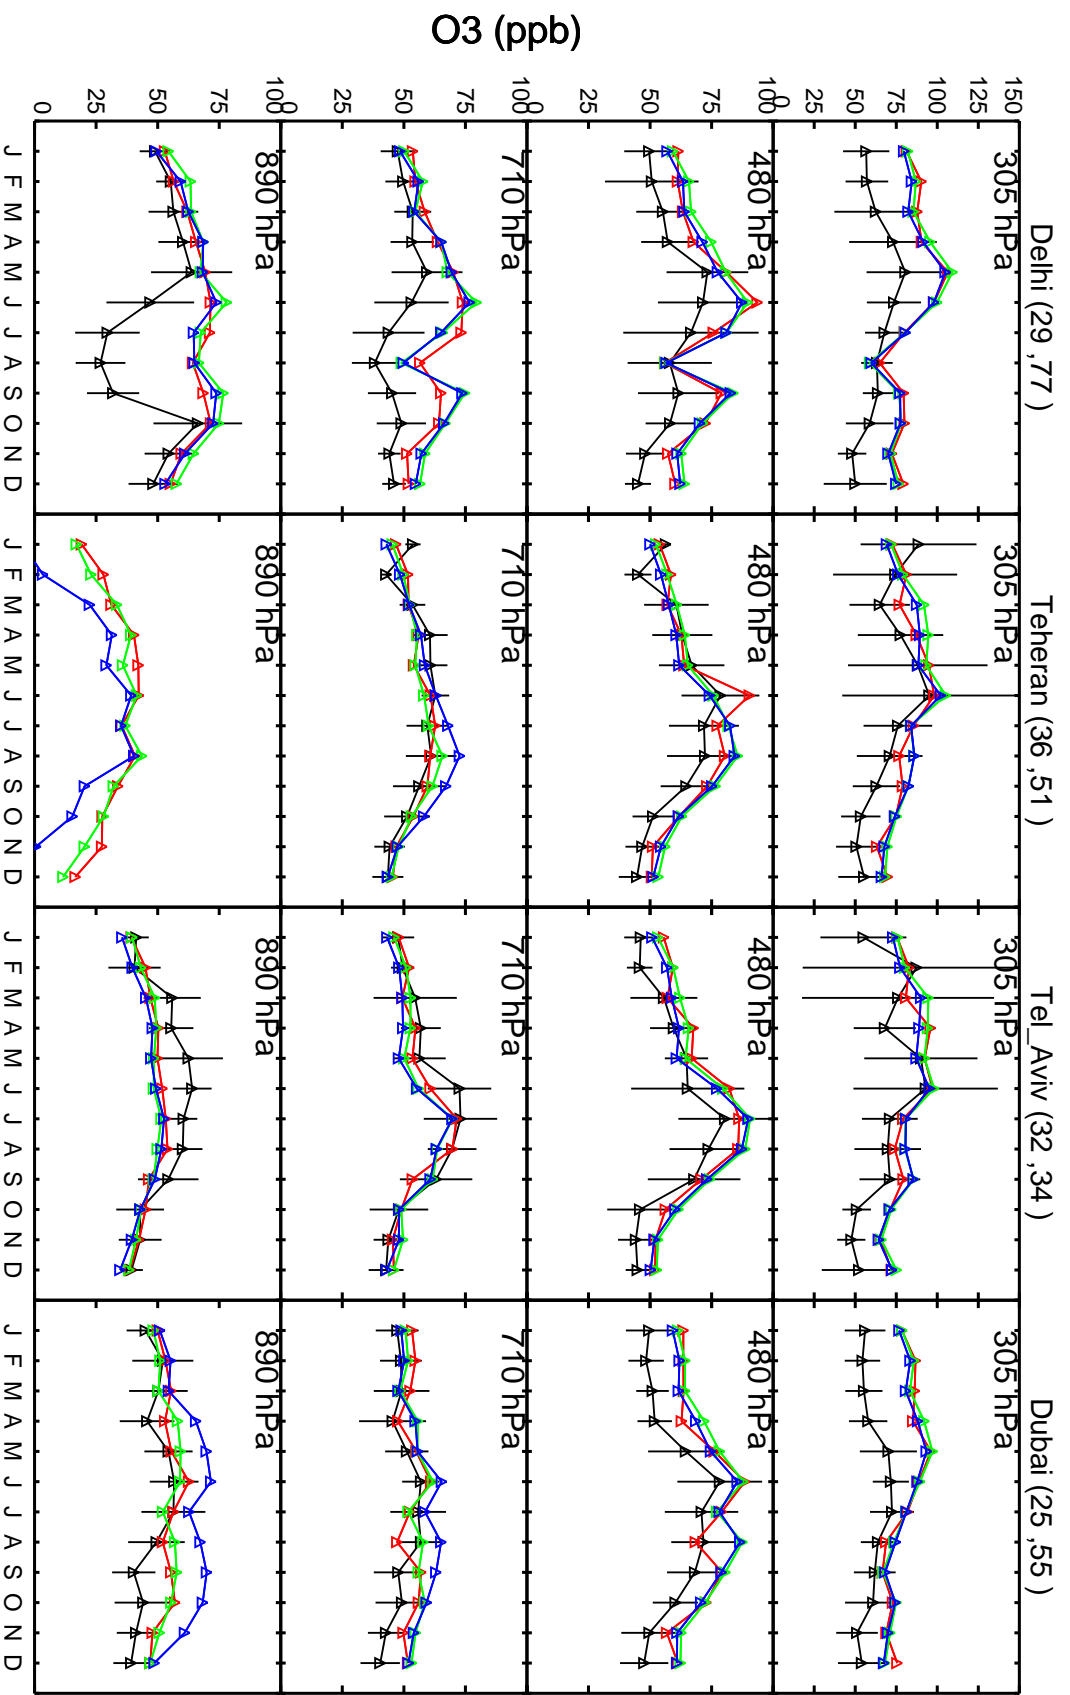 Delhi (29 ,77 )
Teheran (36 ,51 )
Tel_Aviv (32 ,34 )
Dubai (25 ,55 )
O3 (ppb)
150
125
100
75
50
25
0
305 hPa
305 hPa
305 hPa
305 hPa
100
75
50
25
0
480 hPa
480 hPa
480 hPa
480 hPa
100
75
50
25
0
710 hPa
710 hPa
710 hPa
710 hPa
100
75
50
25
0
890 hPa
890 hPa
890 hPa
890 hPa
J F M A M J J A S O N D
J F M A M J J A S O N D
J F M A M J J A S O N D
J F M A M J J A S O N D